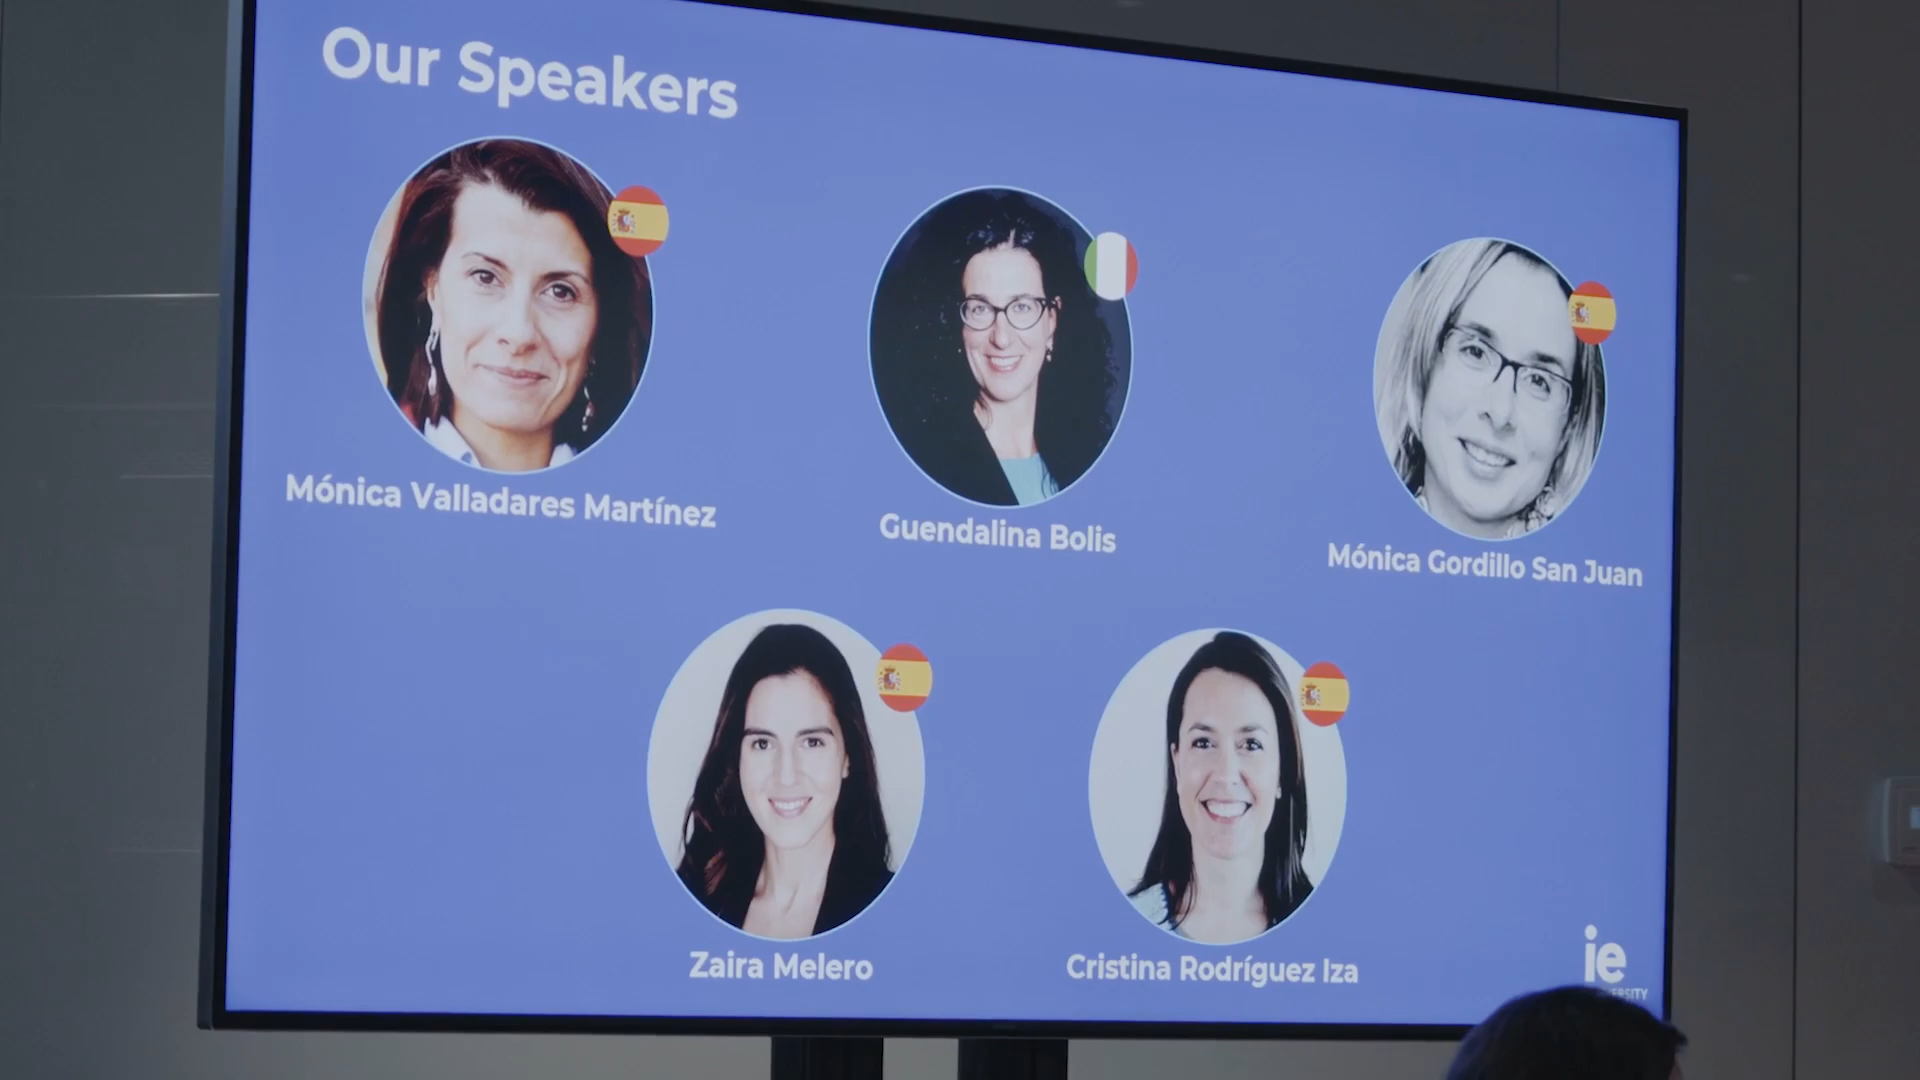 Our Speakers
Mónica Valladares Martínez
Guendalina Bolis
Mónica Gordillo San Juan
Zaira Melero
Cristina Rodríguez Iza
ie